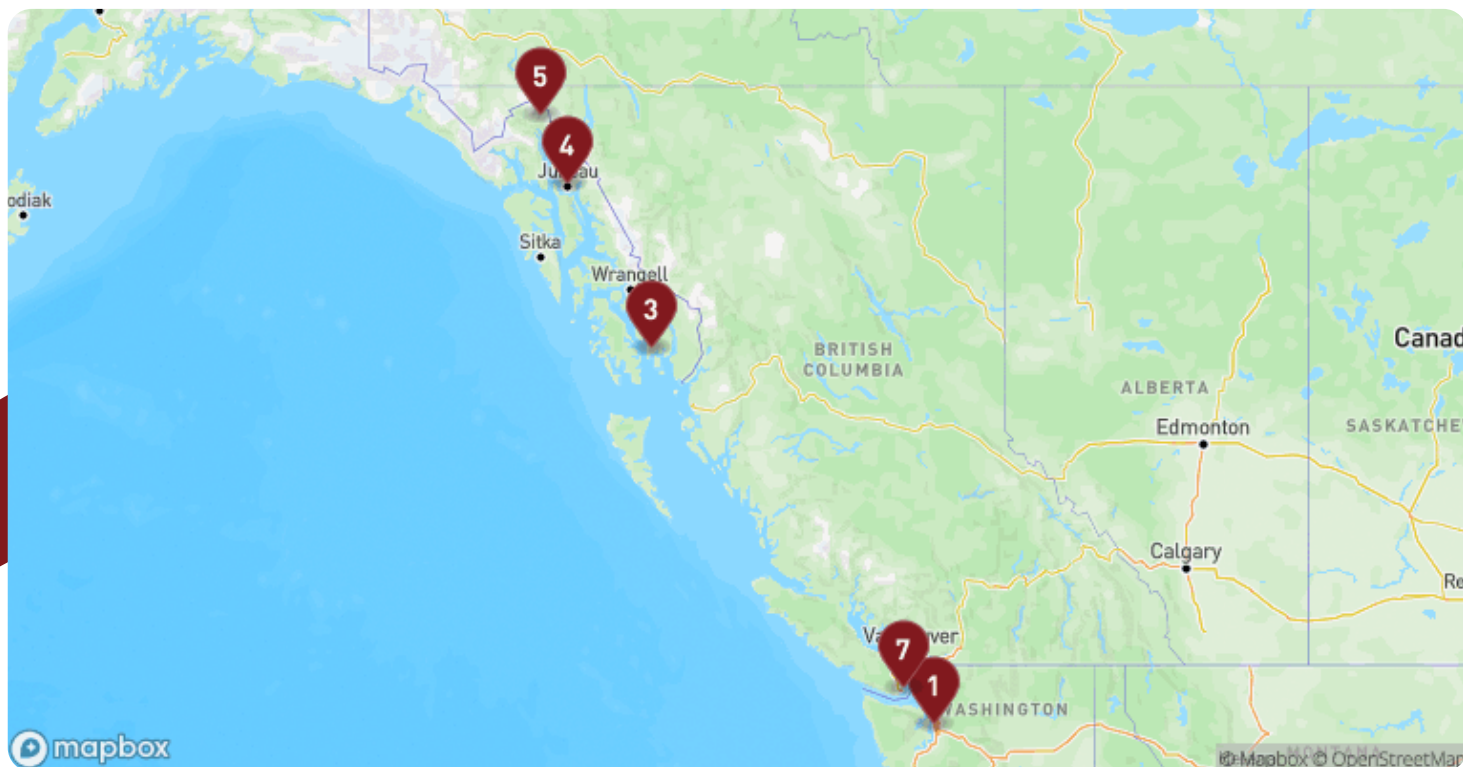 5
4
Juneau
odiak
Sitka
Wrangell
3
BRITISH
COLUMBIA
Canad
ALBERTA
Edmonton
SASKATCHE
Calgary
Re
Vancouver
7
1
WASHINGTON
mapbox
© Mapbox © OpenStreetMap
MONTANA